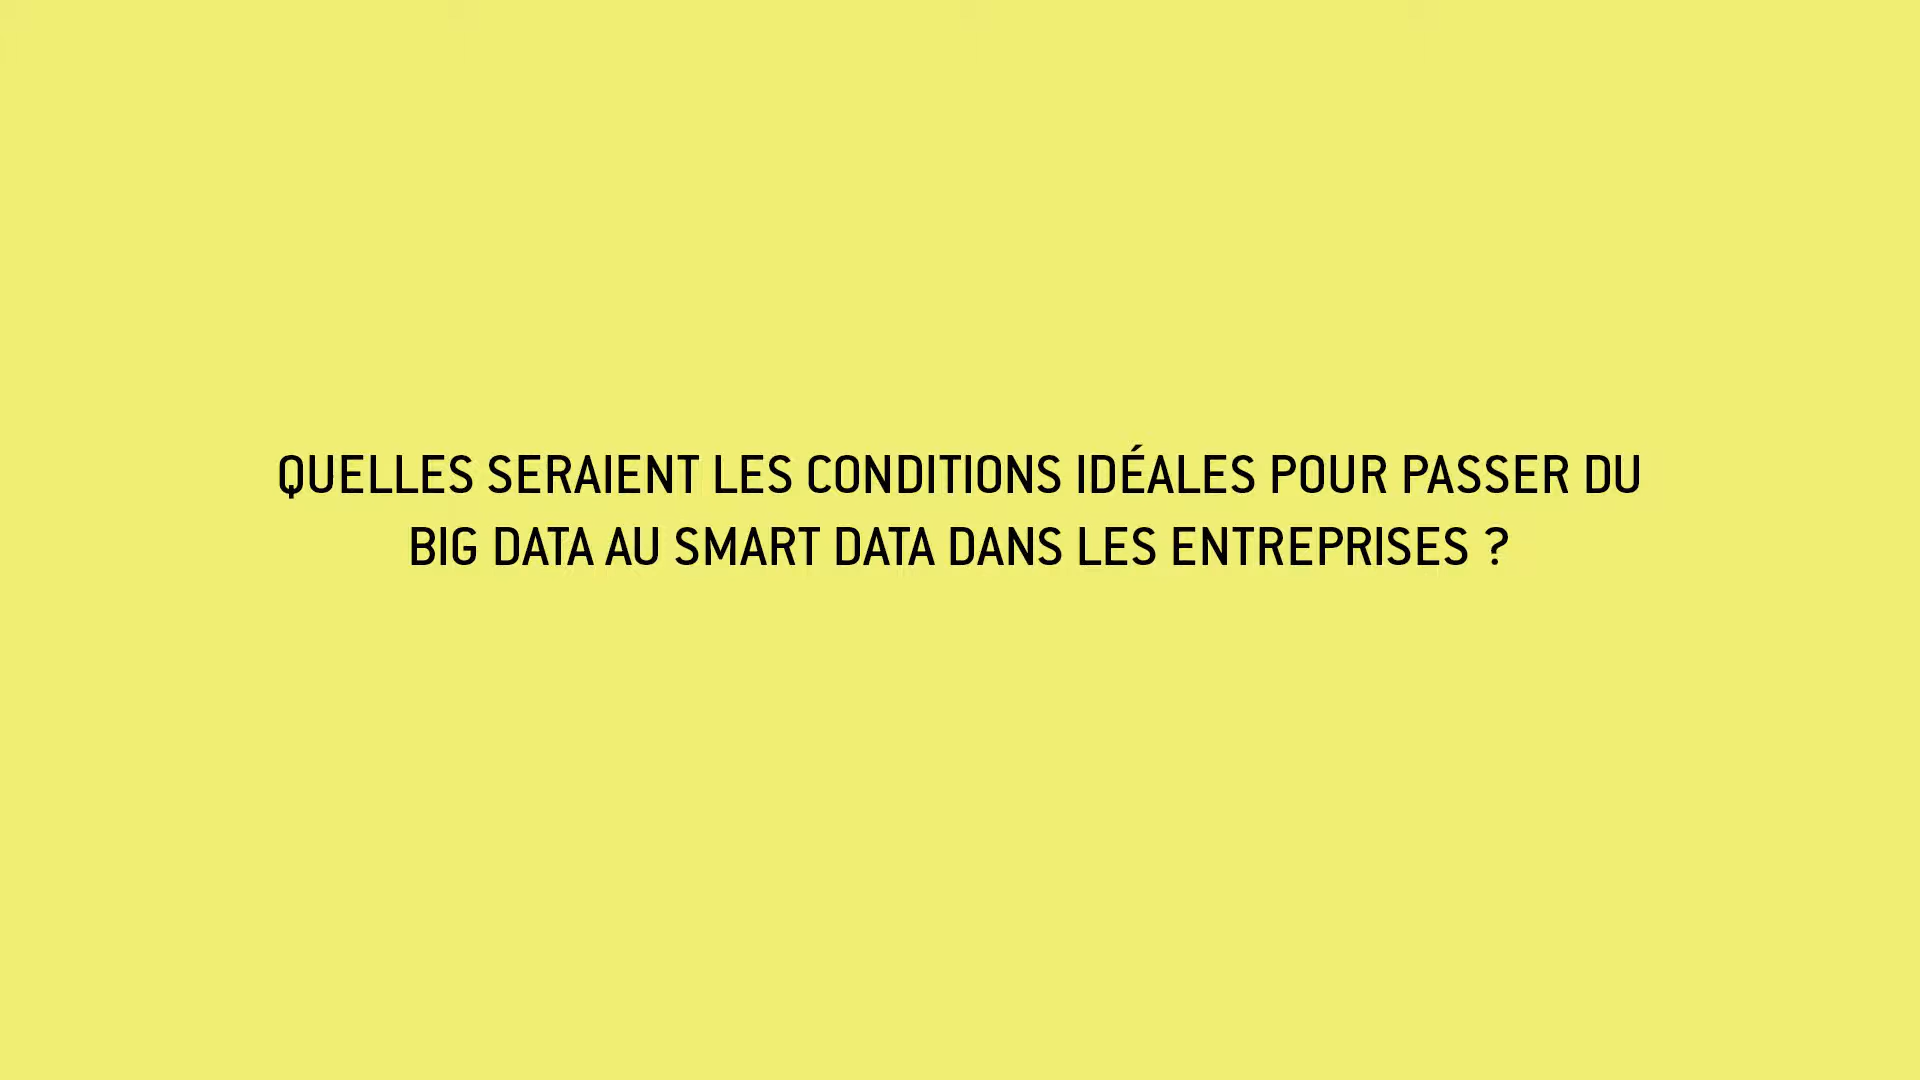 QUELLES SERAIENT LES CONDITIONS IDÉALES POUR PASSER DU
BIG DATA AU SMART DATA DANS LES ENTREPRISES ?